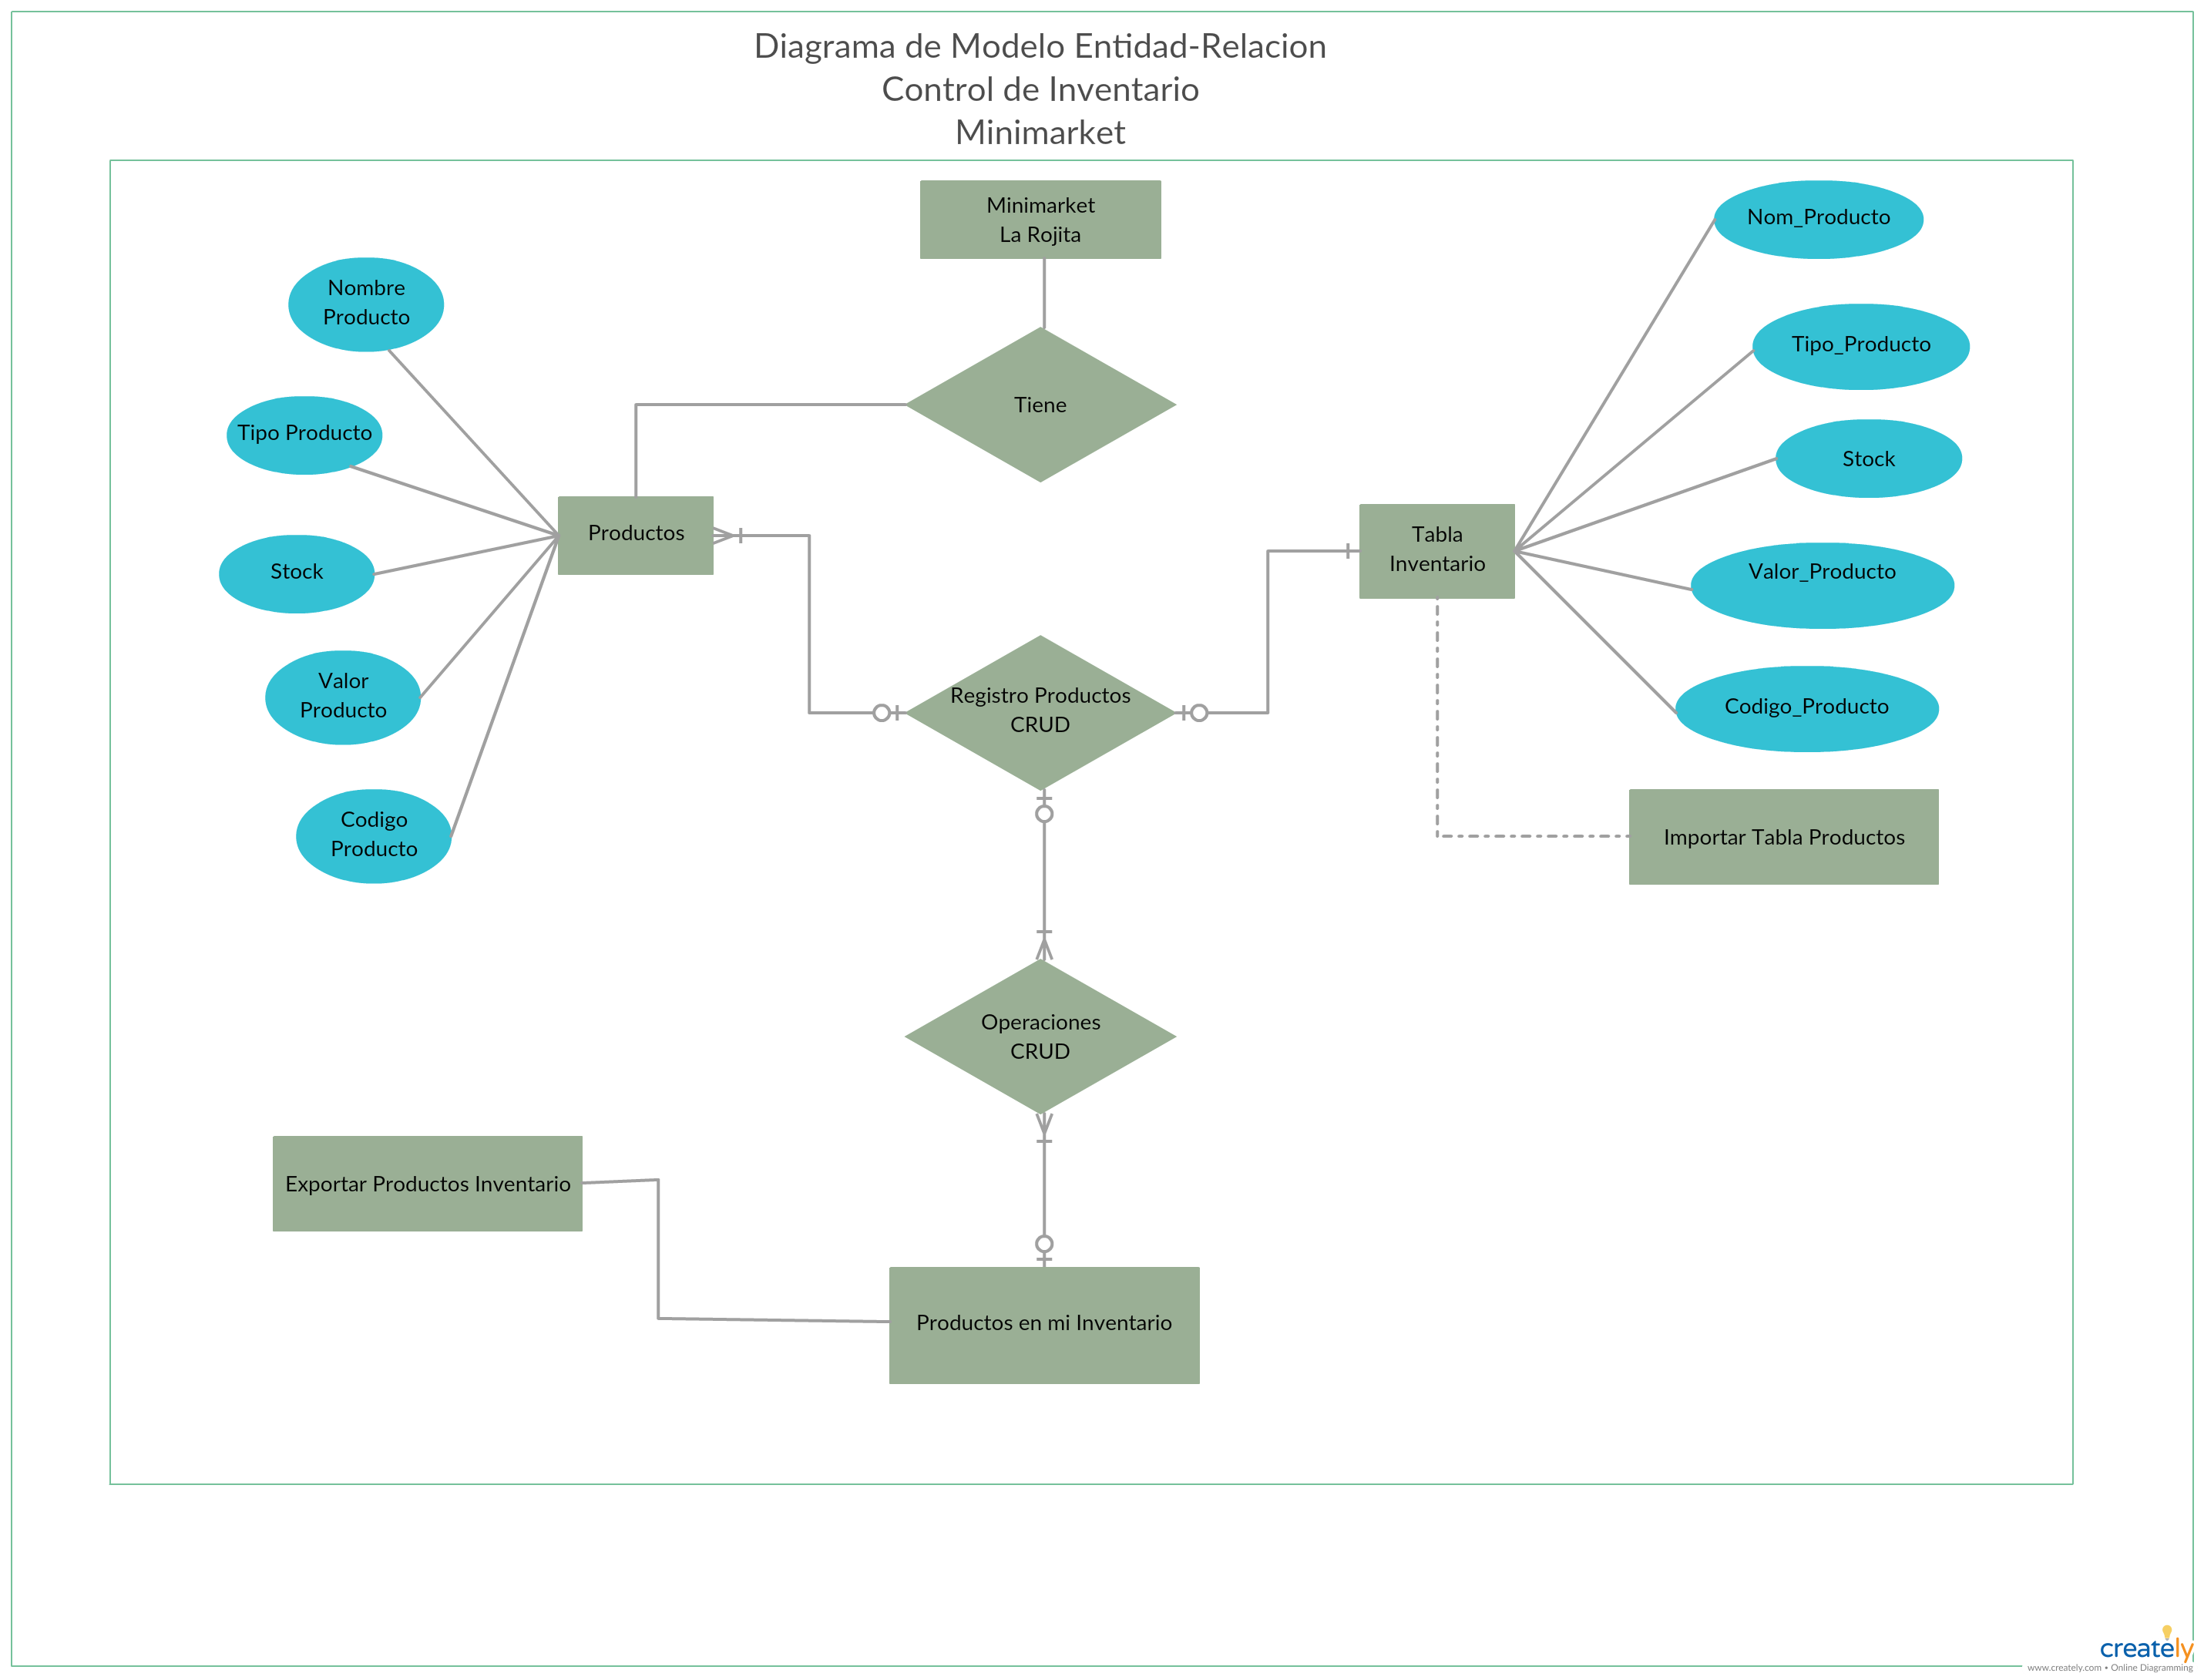 Diagrama de Modelo Entidad-Relacion
Control de Inventario
Minimarket
Minimarket
La Rojita
Nom_Producto
Nombre
Producto
Tipo_Producto
Tiene
Tipo Producto
Stock
Productos
Tabla
Inventario
Stock
Valor_Producto
Valor
Producto
Registro Productos
CRUD
Codigo_Producto
Codigo
Producto
Importar Tabla Productos
Operaciones
CRUD
Exportar Productos Inventario
Productos en mi Inventario
creately
www.creately.com • Online Diagramming